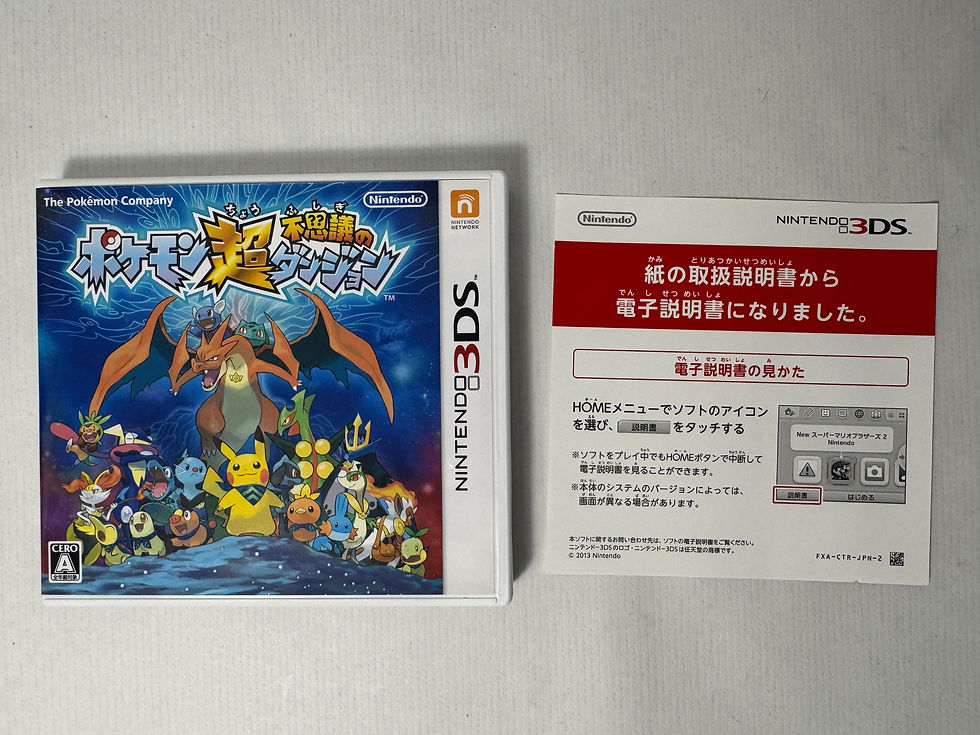 The Pokémon Company
Nintendo
ちょう ふしぎ
ポケモン超不思議のダンジョン
TM
CERO
A
NINTENDO
NETWORK
NINTENDO 3DS
Nintendo
NINTENDO 3DS
かみ とりあつかいせつめいしょ
紙の取扱説明書から
でん し せつ めい しょ
電子説明書になりました。
でん し せつ めい しょ み
電子説明書の見かた
HOMEメニューでソフトのアイコン
を選び、 説明書 をタッチする
※ソフトをプレイ中でもHOMEボタンで中断して
電子説明書を見ることができます。
※本体のシステムのバージョンによっては、
画面が異なる場合があります。
New スーパーマリオブラザーズ 2
Nintendo
説明書
はじめる
本ソフトに関するお問い合わせ先は、ソフトの電子説明書をご覧ください。
ニンテンドー3DSのロゴ・ニンテンドー3DSは任天堂の商標です。
© 2013 Nintendo
FXA-CTR-JPN-2